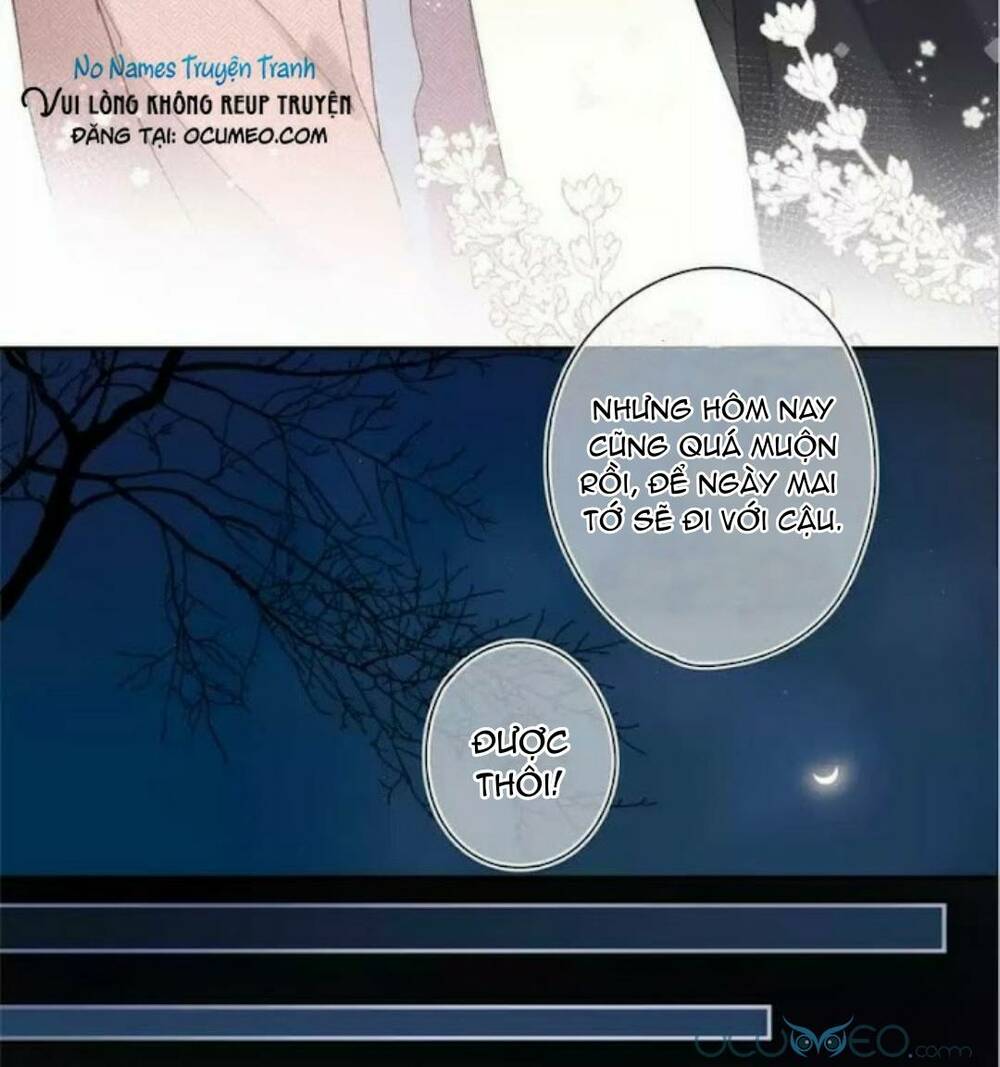 No Names Truyện Tranh
VUI LÒNG KHÔNG REUP TRUYỆN
ĐĂNG TẠI: OCUMEO.COM
NHƯNG HÔM NAY
CŨNG QUÁ MUỘN
RỒI, ĐỂ NGÀY MAI
TỚ SẼ ĐI VỚI CẬU.
ĐƯỢC
THÔI!
OCUMEO.com